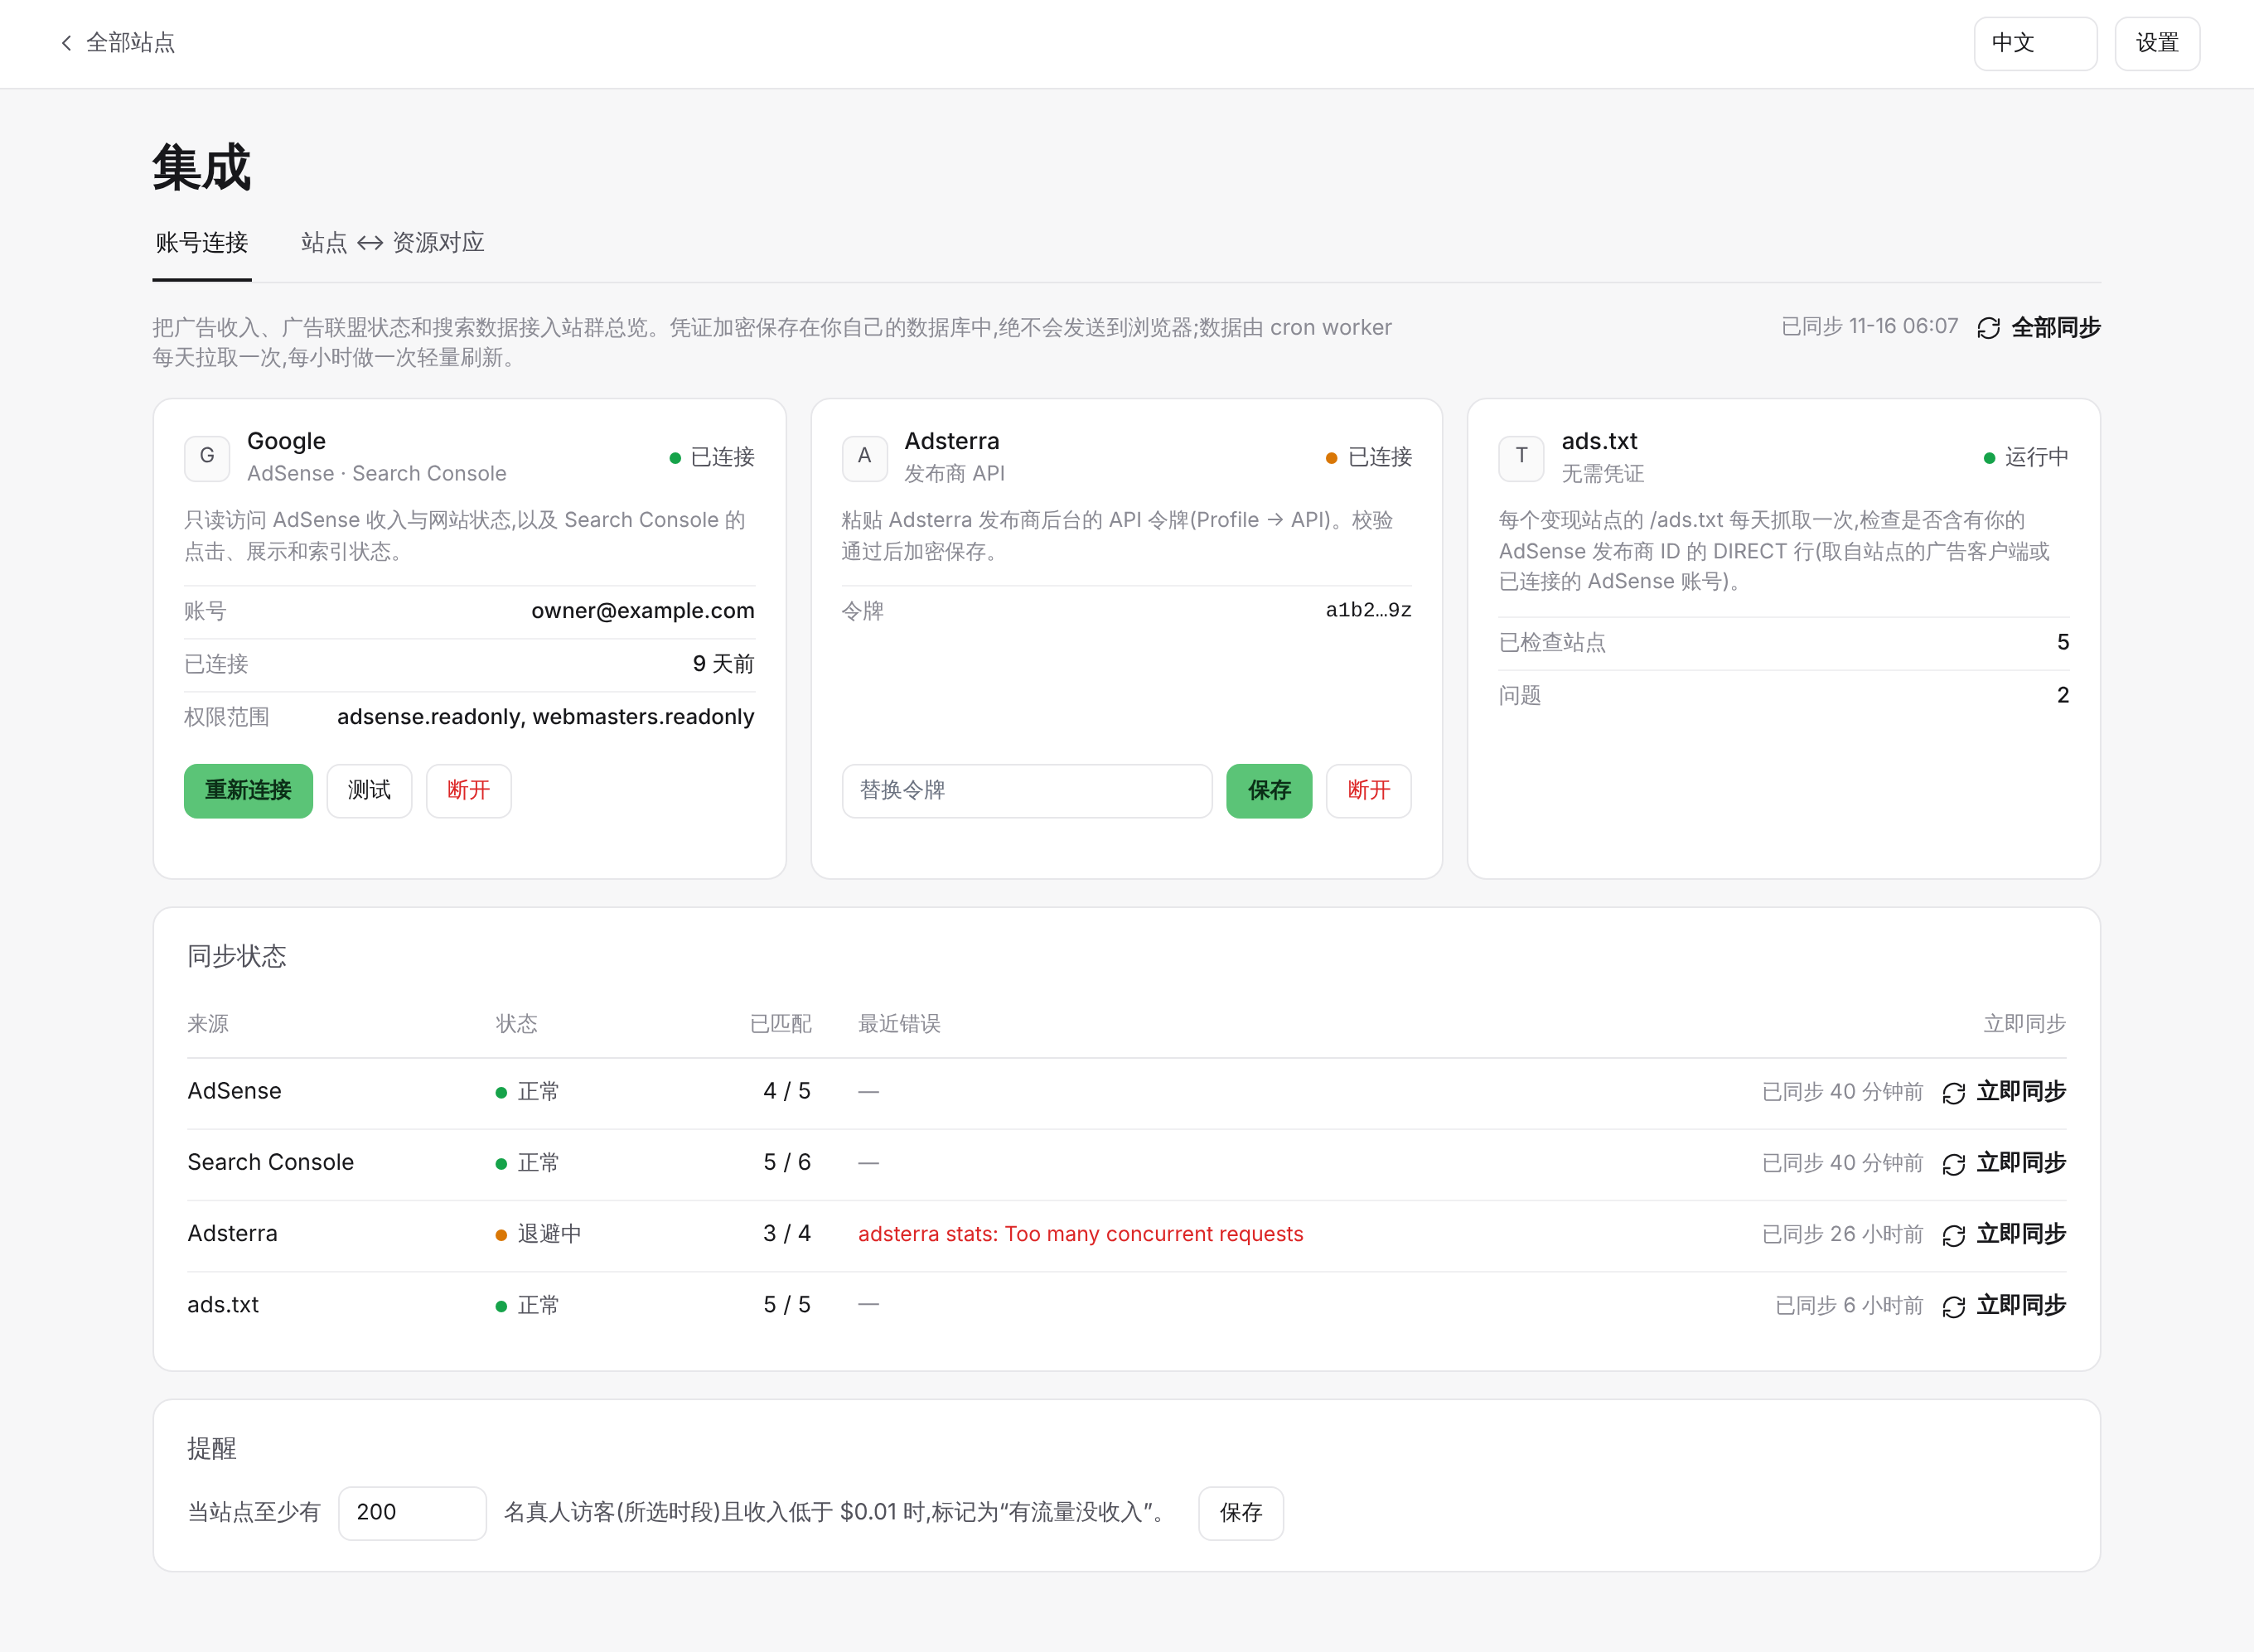 全部站点
中文
设置
集成
账号连接
站点 ↔ 资源对应
把广告收入、广告联盟状态和搜索数据接入站群总览。凭证加密保存在你自己的数据库中,绝不会发送到浏览器;数据由 cron worker
每天拉取一次,每小时做一次轻量刷新。
已同步 11-16 06:07
全部同步
G
Google
AdSense · Search Console
已连接
只读访问 AdSense 收入与网站状态,以及 Search Console 的
点击、展示和索引状态。
账号
owner@example.com
已连接
9 天前
权限范围
adsense.readonly, webmasters.readonly
重新连接
测试
断开
A
Adsterra
发布商 API
已连接
粘贴 Adsterra 发布商后台的 API 令牌(Profile → API)。校验
通过后加密保存。
令牌
a1b2…9z
替换令牌
保存
断开
T
ads.txt
无需凭证
运行中
每个变现站点的 /ads.txt 每天抓取一次,检查是否含有你的
AdSense 发布商 ID 的 DIRECT 行(取自站点的广告客户端或
已连接的 AdSense 账号)。
已检查站点
5
问题
2
同步状态
来源 状态 已匹配 最近错误 立即同步
AdSense 正常 4 / 5 — 已同步 40 分钟前 立即同步
Search Console 正常 5 / 6 — 已同步 40 分钟前 立即同步
Adsterra 退避中 3 / 4 adsterra stats: Too many concurrent requests 已同步 26 小时前 立即同步
ads.txt 正常 5 / 5 — 已同步 6 小时前 立即同步
提醒
当站点至少有 200 名真人访客(所选时段)且收入低于 $0.01 时,标记为“有流量没收入”。 保存